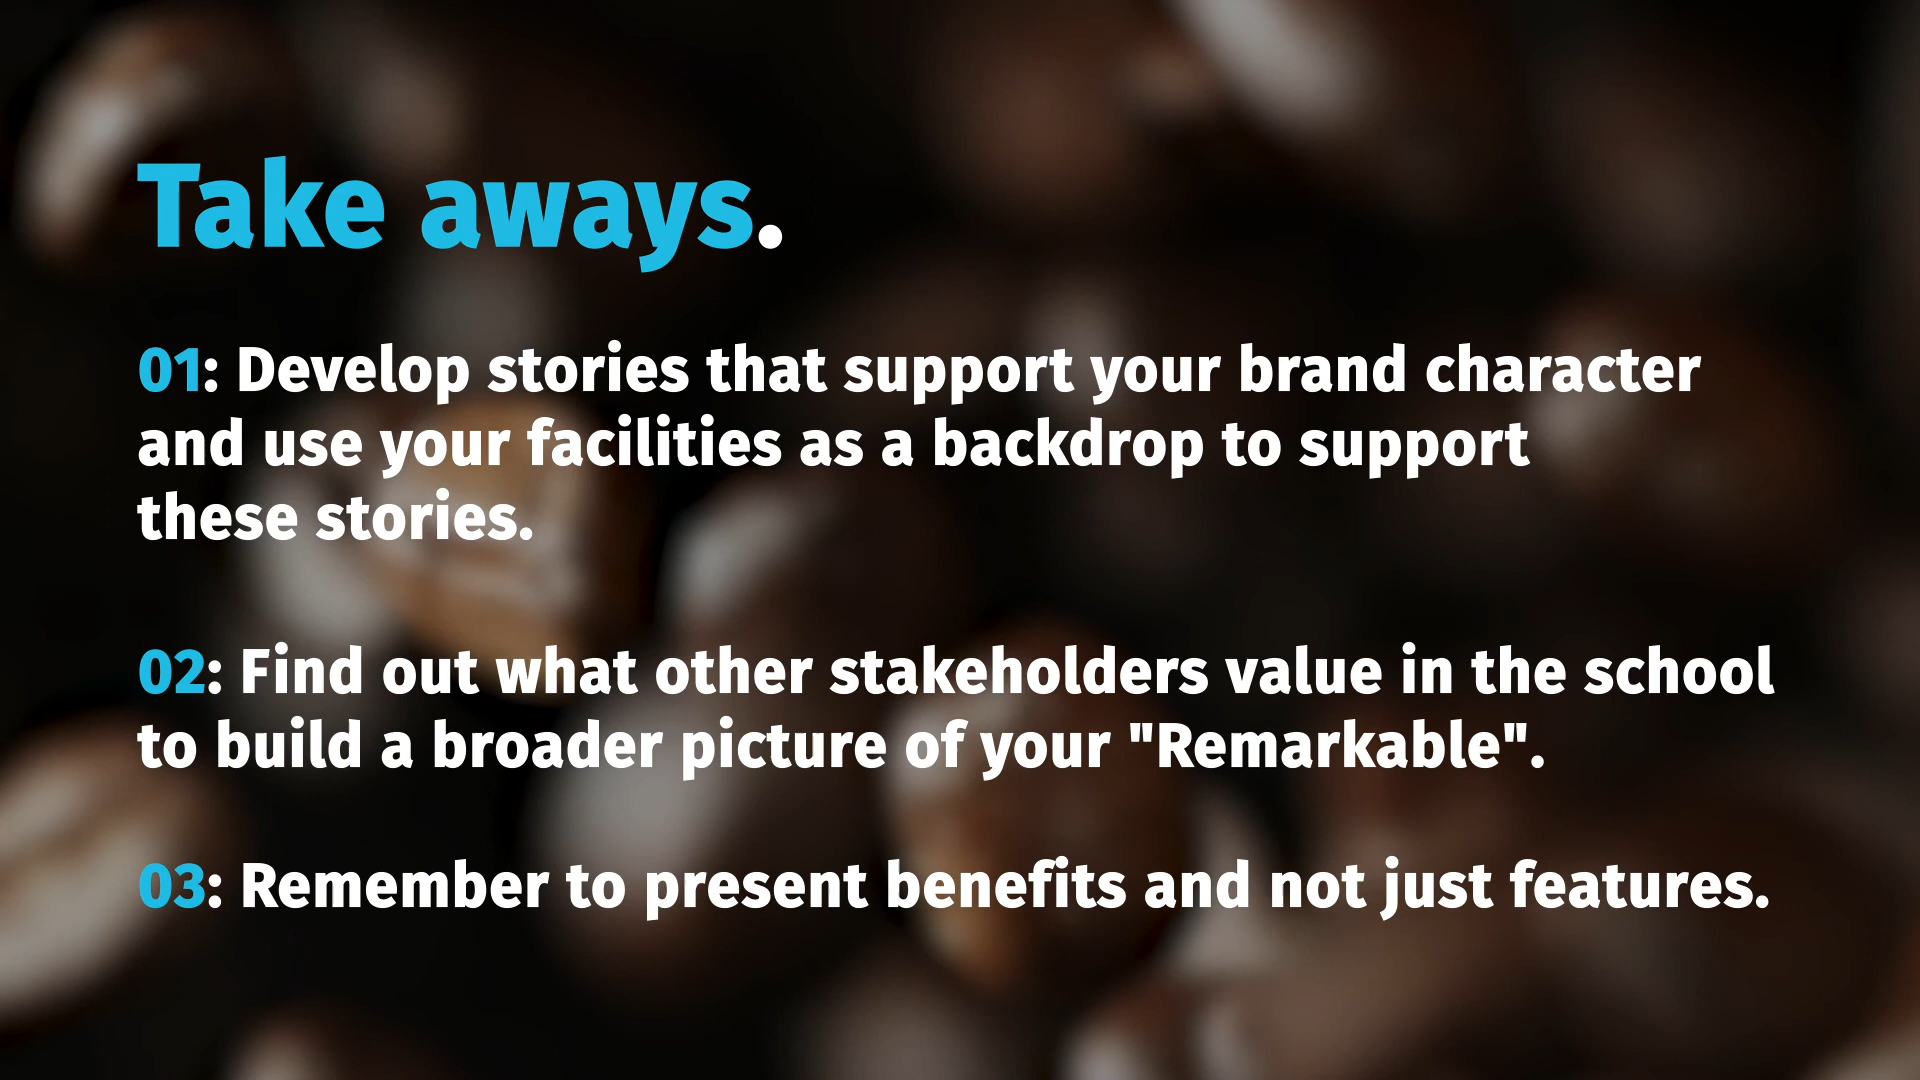 Take aways.
01: Develop stories that support your brand character
and use your facilities as a backdrop to support
these stories.
02: Find out what other stakeholders value in the school
to build a broader picture of your "Remarkable".
03: Remember to present benefits and not just features.